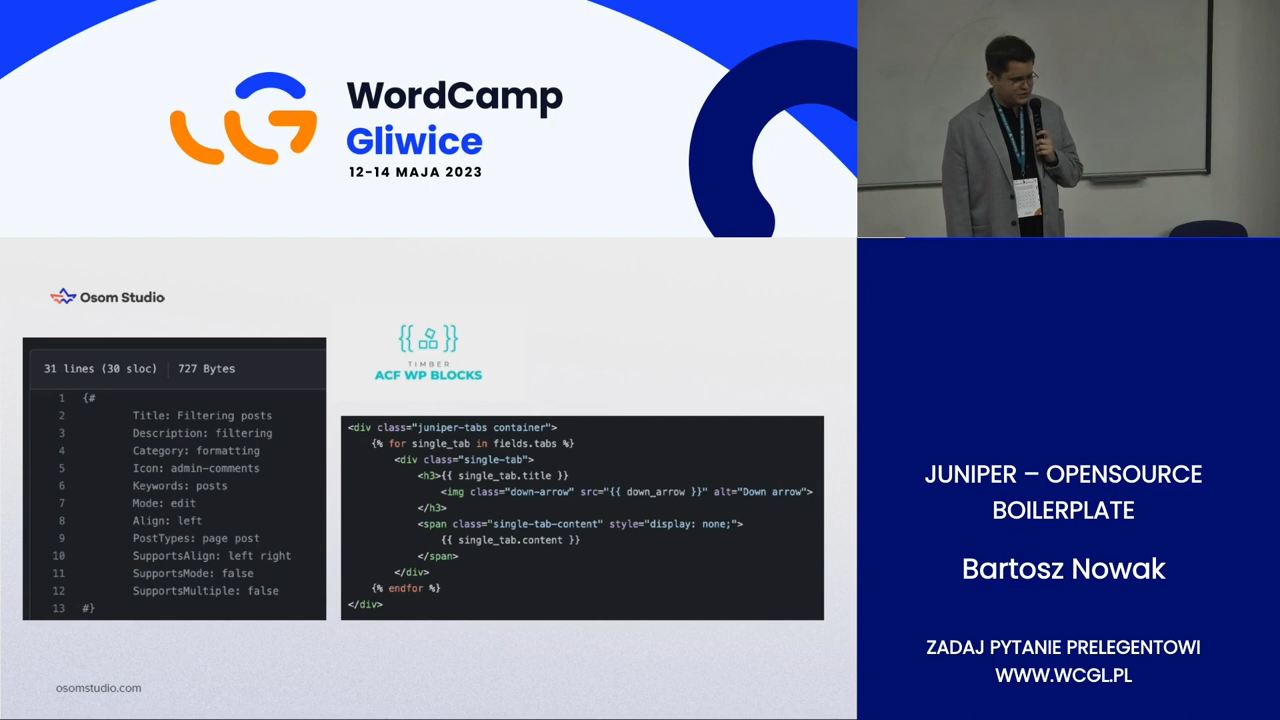 WordCamp
Gliwice
12-14 MAJA 2023
Osom Studio
31 lines (30 sloc) 727 Bytes
1 {#
2 Title: Filtering posts
3 Description: filtering
4 Category: formatting
5 Icon: admin-comments
6 Keywords: posts
7 Mode: edit
8 Align: left
9 PostTypes: page post
10 SupportsAlign: left right
11 SupportsMode: false
12 SupportsMultiple: false
13 #}
{{ }}
TIMBER
ACF WP BLOCKS
<div class="juniper-tabs container">
{% for single_tab in fields.tabs %}
<div class="single-tab">
<h3>{{ single_tab.title }}
<img class="down-arrow" src="{{ down_arrow }}" alt="Down arrow">
</h3>
<span class="single-tab-content" style="display: none;">
{{ single_tab.content }}
</span>
</div>
{% endfor %}
</div>
osomstudio.com
JUNIPER – OPENSOURCE
BOILERPLATE
Bartosz Nowak
ZADAJ PYTANIE PRELEGENTOWI
WWW.WCGL.PL